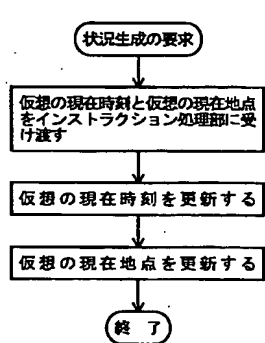 状況生成の要求
仮想の現在時刻と仮想の現在地点
をインストラクション処理部に受
け渡す
仮想の現在時刻を更新する
仮想の現在地点を更新する
終 了